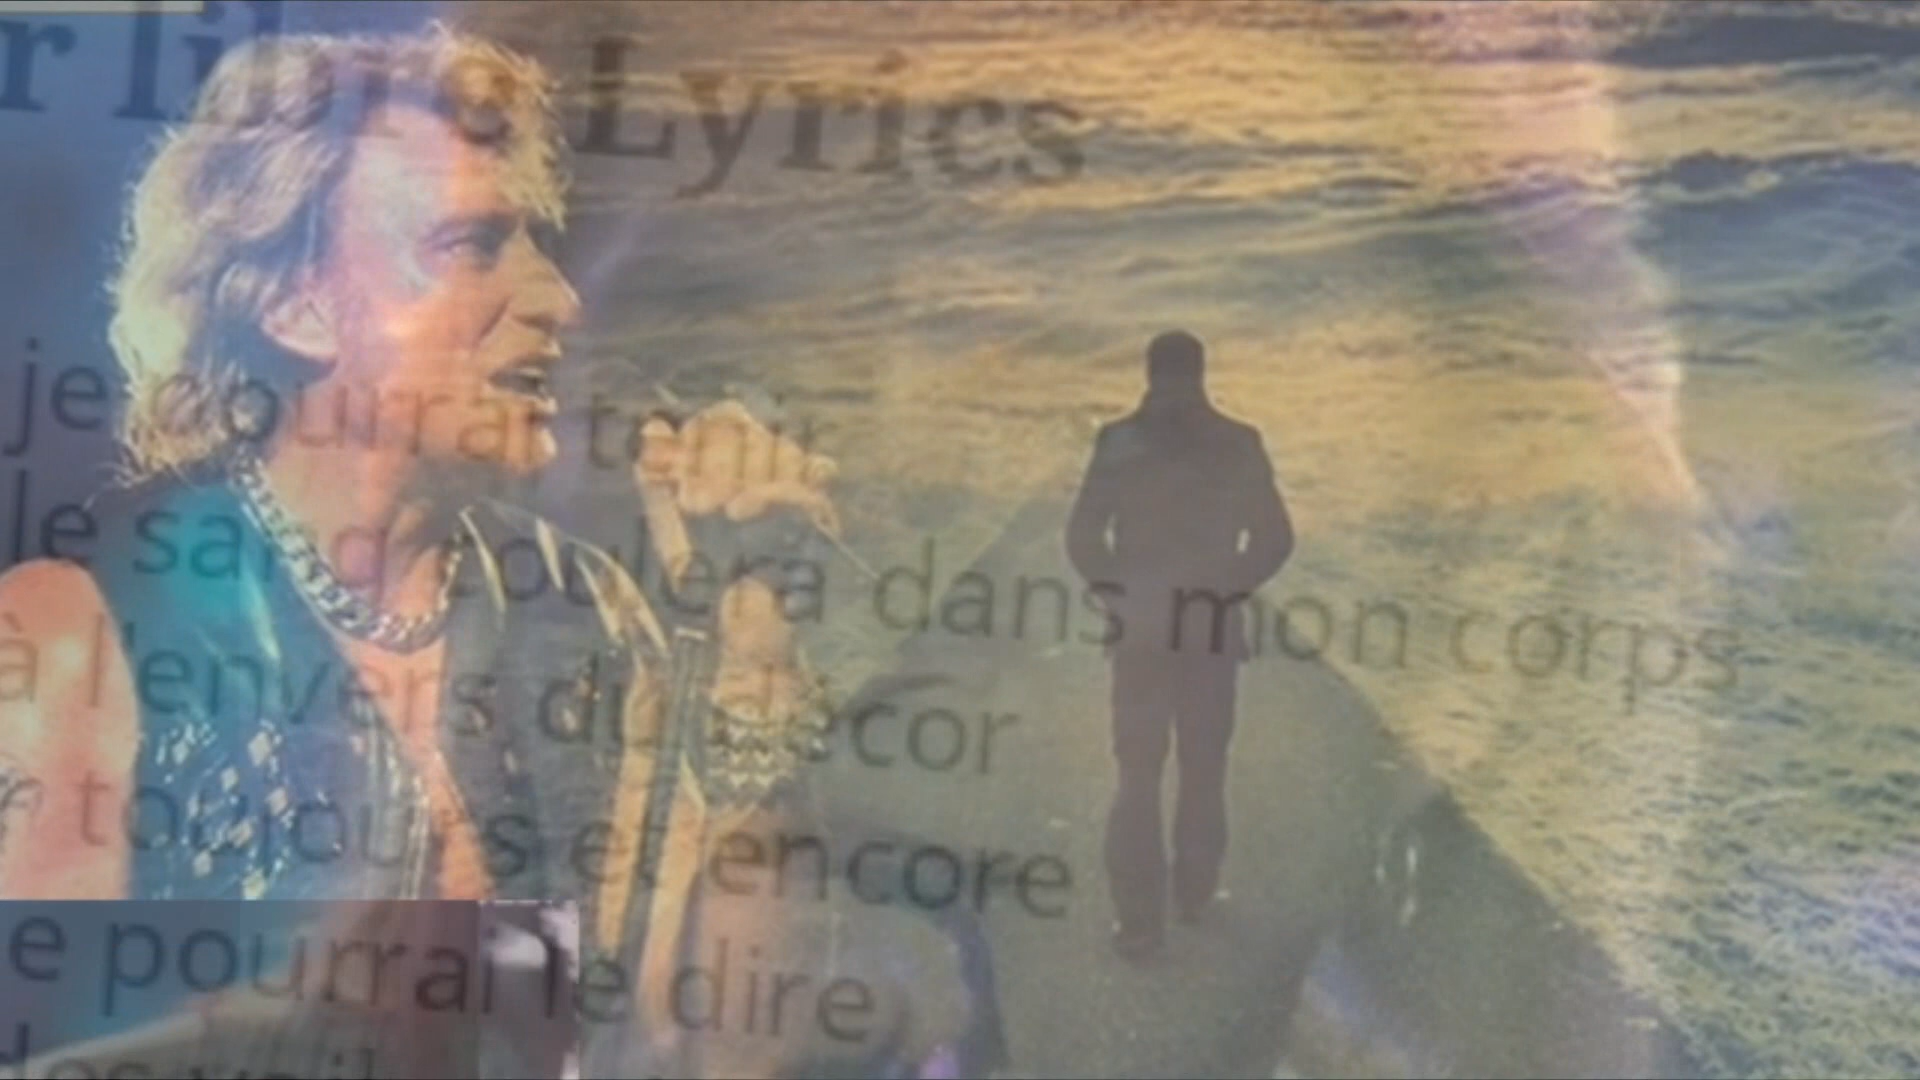 r libre Lyrics
je pourrai tenir
le sang coulera dans mon corps
à l'envers du décor
toujours et encore
e pourrai le dire